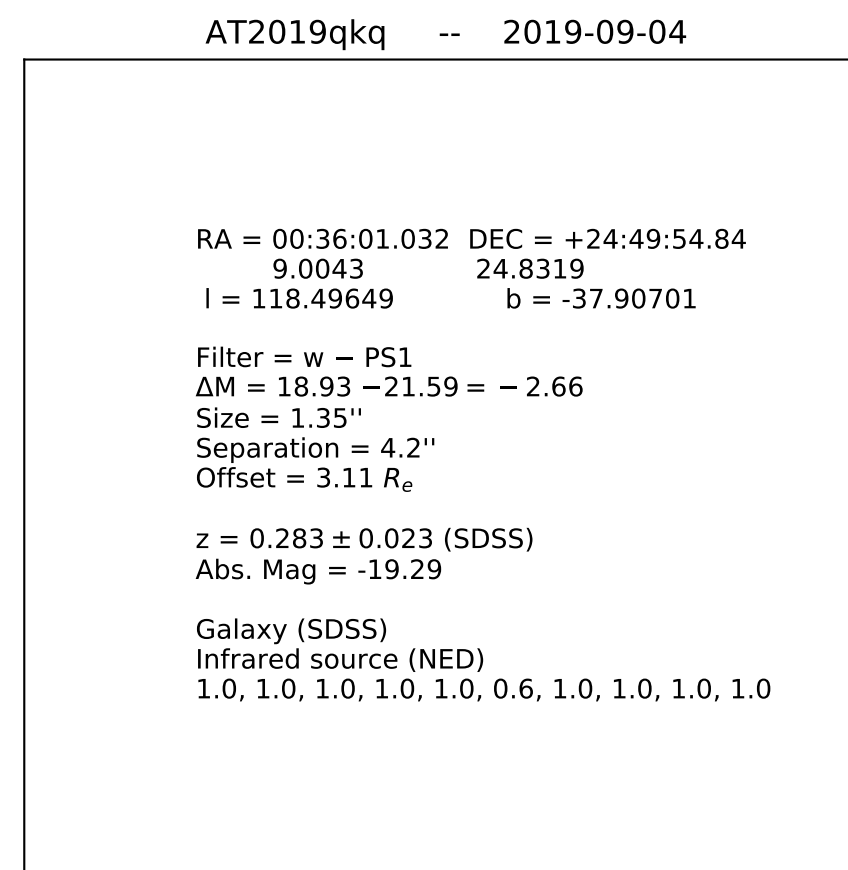 AT2019qkq -- 2019-09-04
RA = 00:36:01.032 DEC = +24:49:54.84
9.0043 24.8319
l = 118.49649 b = -37.90701
Filter = w − PS1
ΔM = 18.93 −21.59 = − 2.66
Size = 1.35''
Separation = 4.2''
Offset = 3.11 Re
z = 0.283 ± 0.023 (SDSS)
Abs. Mag = -19.29
Galaxy (SDSS)
Infrared source (NED)
1.0, 1.0, 1.0, 1.0, 1.0, 0.6, 1.0, 1.0, 1.0, 1.0